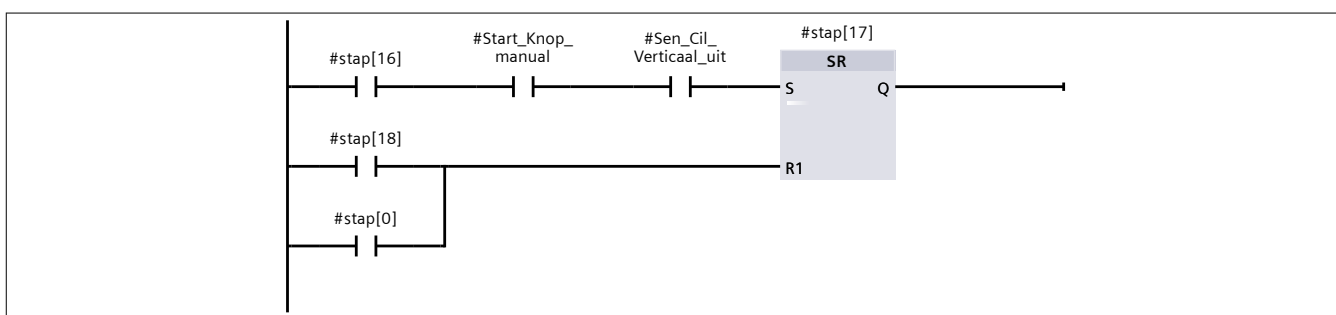 #stap[16]
#Start_Knop_
manual
#Sen_Cil_
Verticaal_uit
#stap[17]
SR
S
Q
#stap[18]
R1
#stap[0]